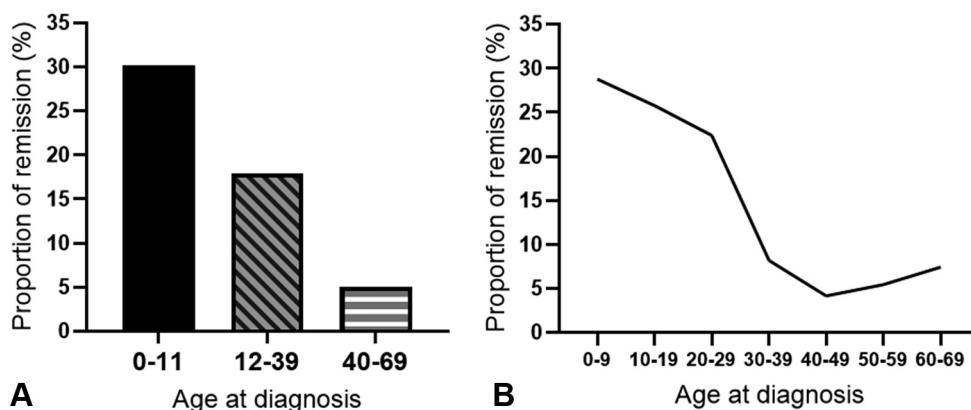 Proportion of remission (%)
35
30
25
20
15
10
5
0
0-11 12-39 40-69
Age at diagnosis
A
Proportion of remission (%)
35
30
25
20
15
10
5
0
0-9 10-19 20-29 30-39 40-49 50-59 60-69
Age at diagnosis
B